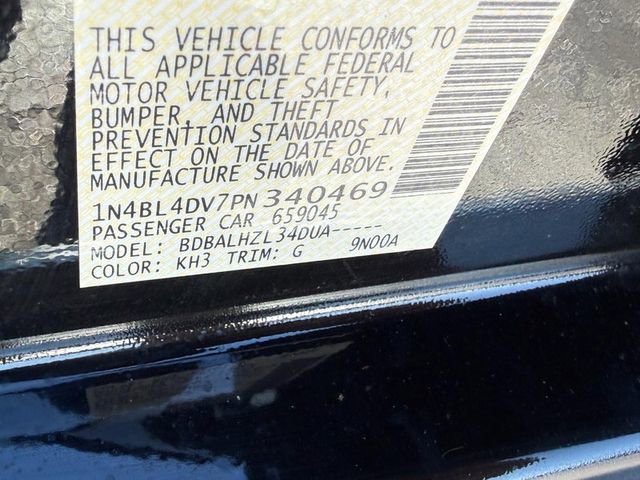 THIS VEHICLE CONFORMS TO
ALL APPLICABLE FEDERAL
MOTOR VEHICLE SAFETY,
BUMPER, AND THEFT
PREVENTION STANDARDS IN
EFFECT ON THE DATE OF
MANUFACTURE SHOWN ABOVE.
1N4BL4DV7PN340469
PASSENGER CAR 659045
MODEL: BDBALHZL34DUA-----
COLOR: KH3 TRIM: G 9N00A